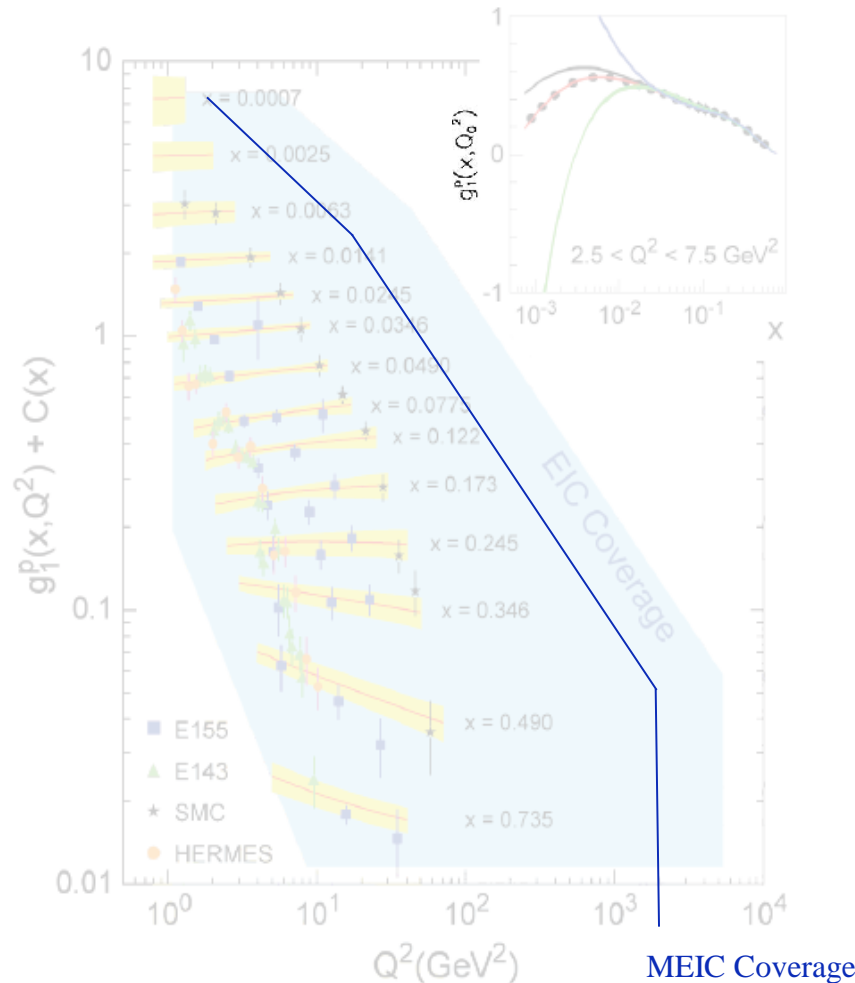 1
0
-1
g₁ᵖ(x,Q₀²)
2.5 < Q² < 7.5 GeV²
10⁻³
10⁻²
10⁻¹
x
10
1
0.1
0.01
g₁ᵖ(x,Q²) + C(x)
x = 0.0007
x = 0.0025
x = 0.0063
x = 0.0141
x = 0.0245
x = 0.0346
x = 0.0490
x = 0.0775
x = 0.122
x = 0.173
x = 0.245
x = 0.346
x = 0.490
x = 0.735
EIC Coverage
E155
E143
SMC
HERMES
10⁰
10¹
10²
10³
10⁴
Q²(GeV²)
MEIC Coverage